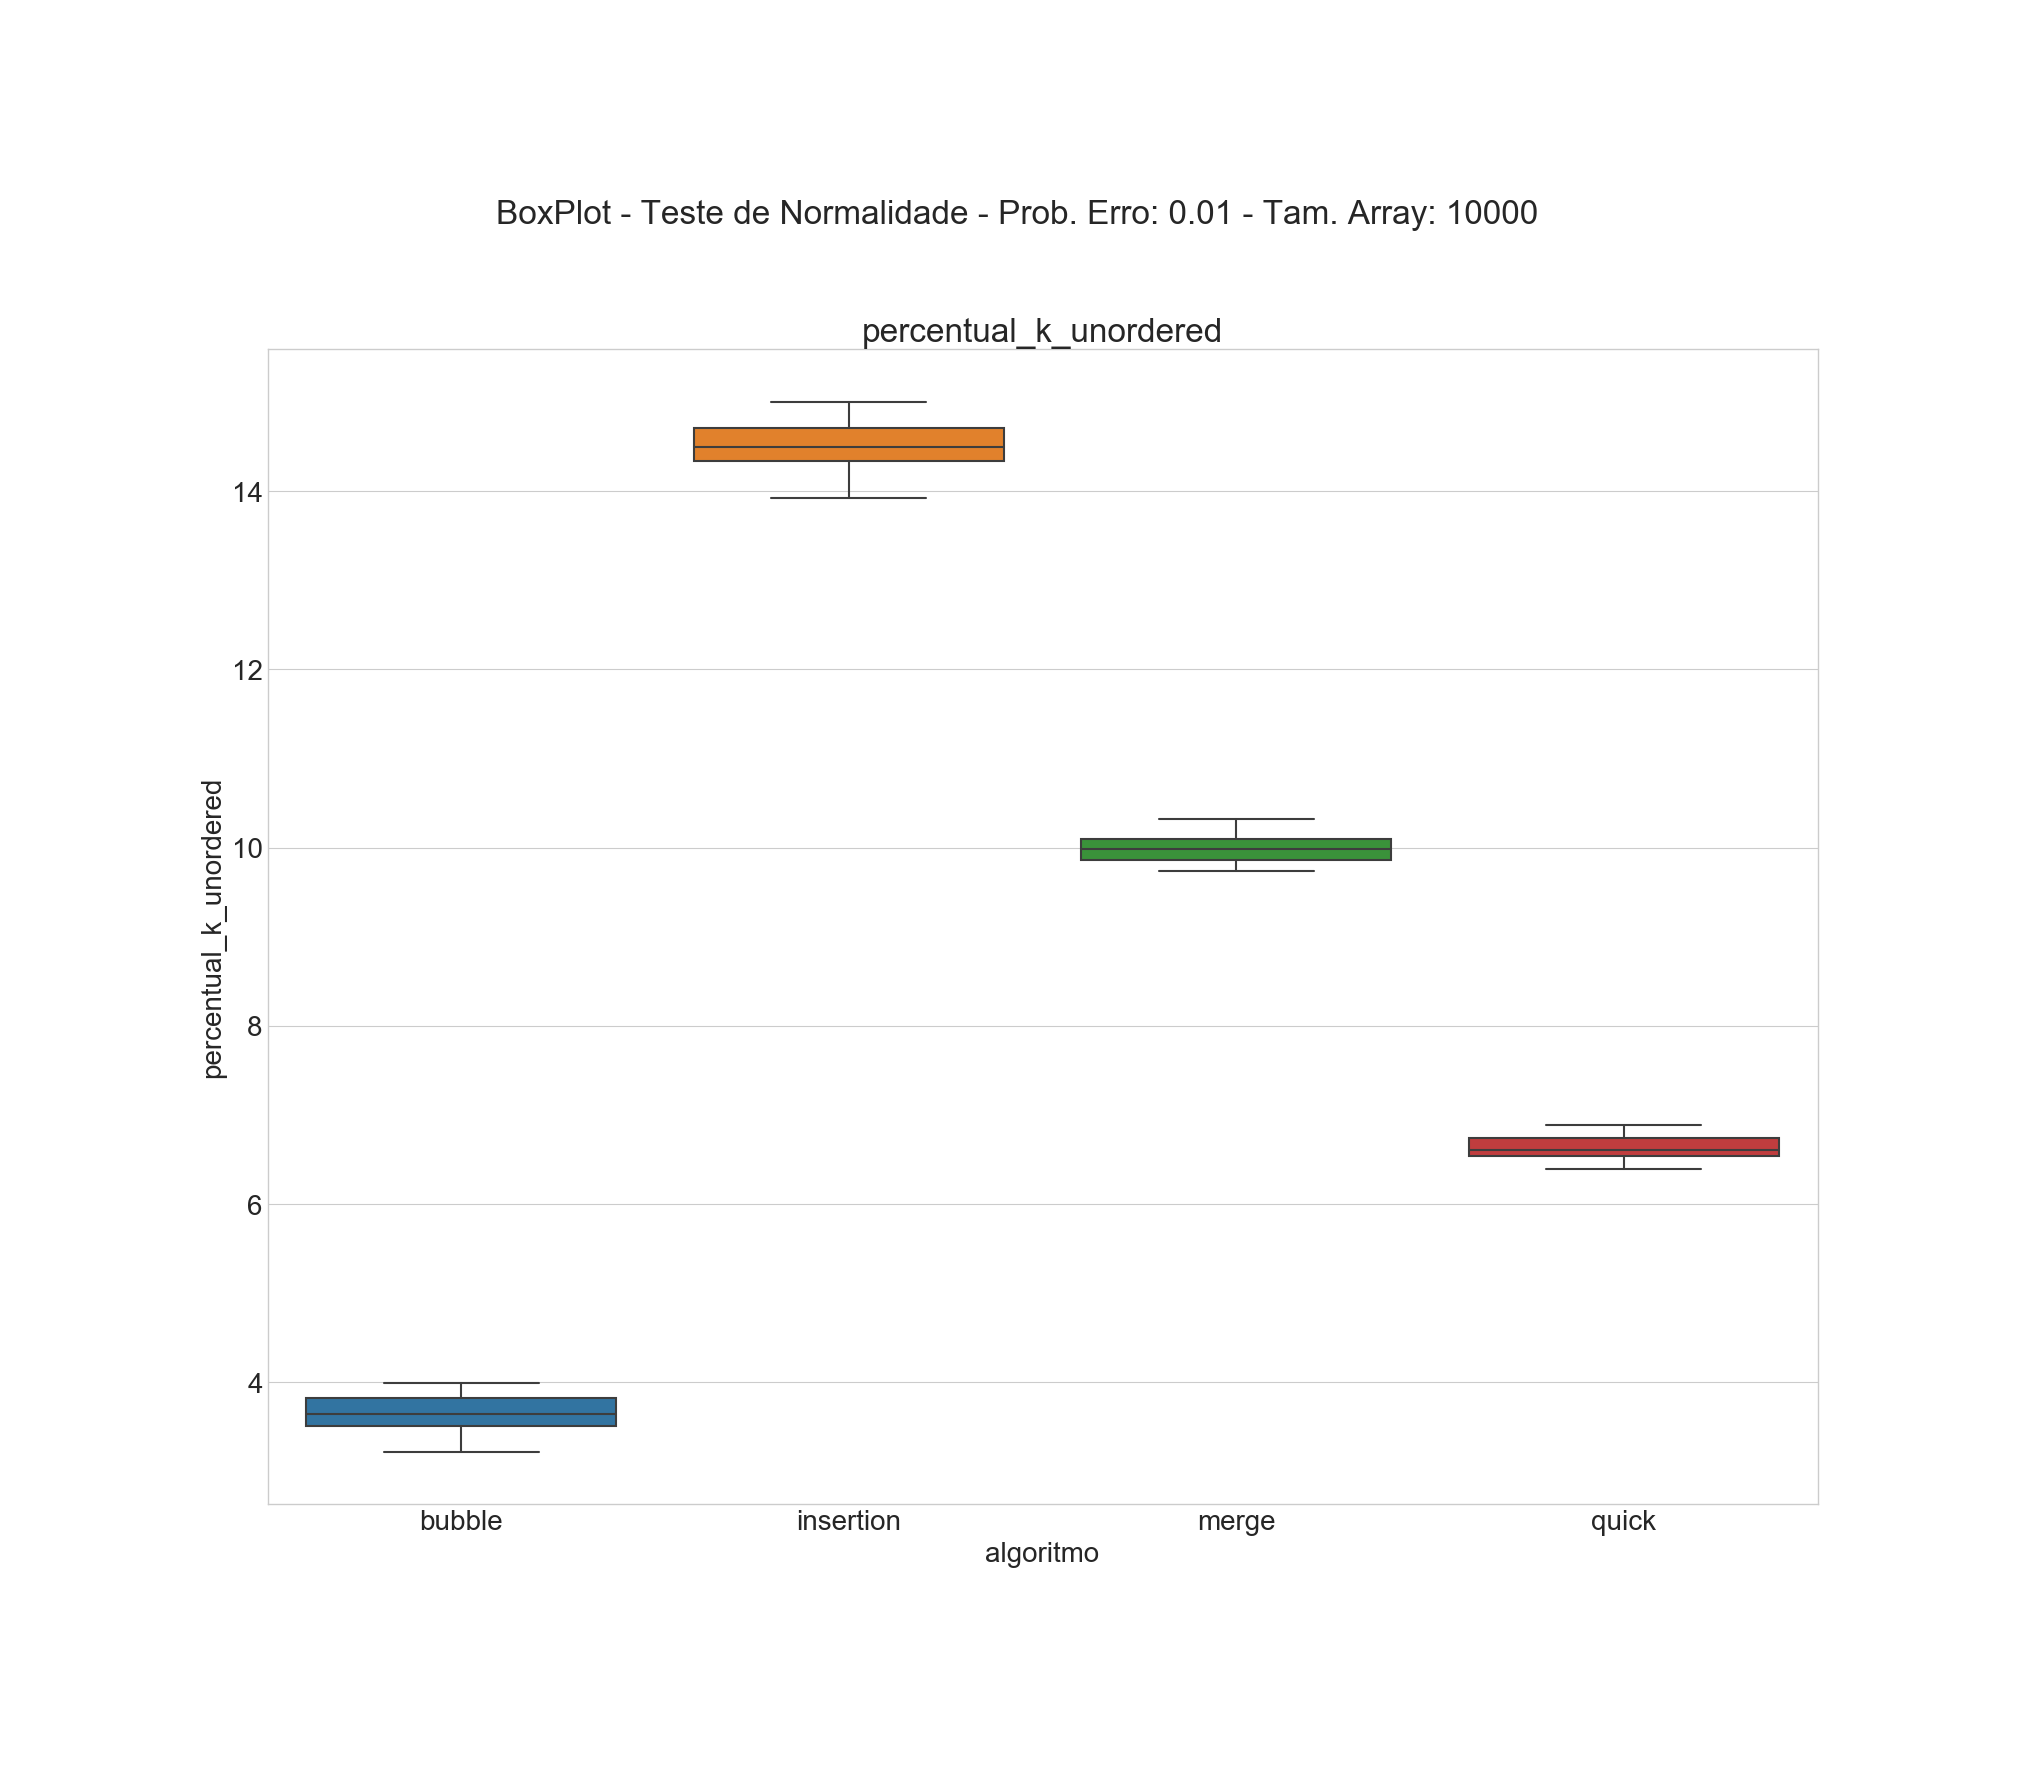 BoxPlot - Teste de Normalidade - Prob. Erro: 0.01 - Tam. Array: 10000
percentual_k_unordered
percentual_k_unordered
14
12
10
8
6
4
bubble insertion merge quick
algoritmo